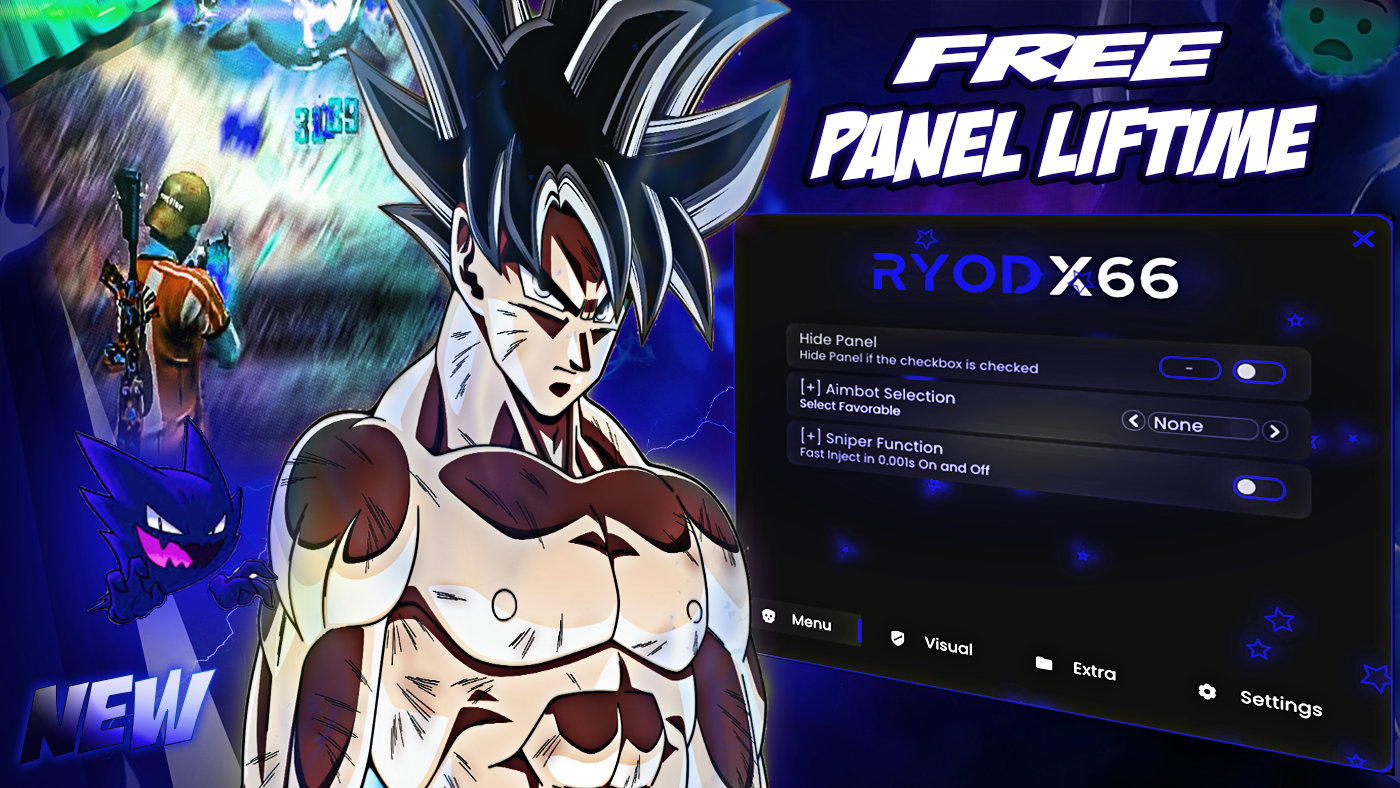 FREE
PANEL LIFTIME
RYODX66
Hide Panel
Hide Panel if the checkbox is checked
-
[+] Aimbot Selection
Select Favorable
None
[+] Sniper Function
Fast Inject in 0.001s On and Off
Menu
Visual
Extra
Settings
NEW